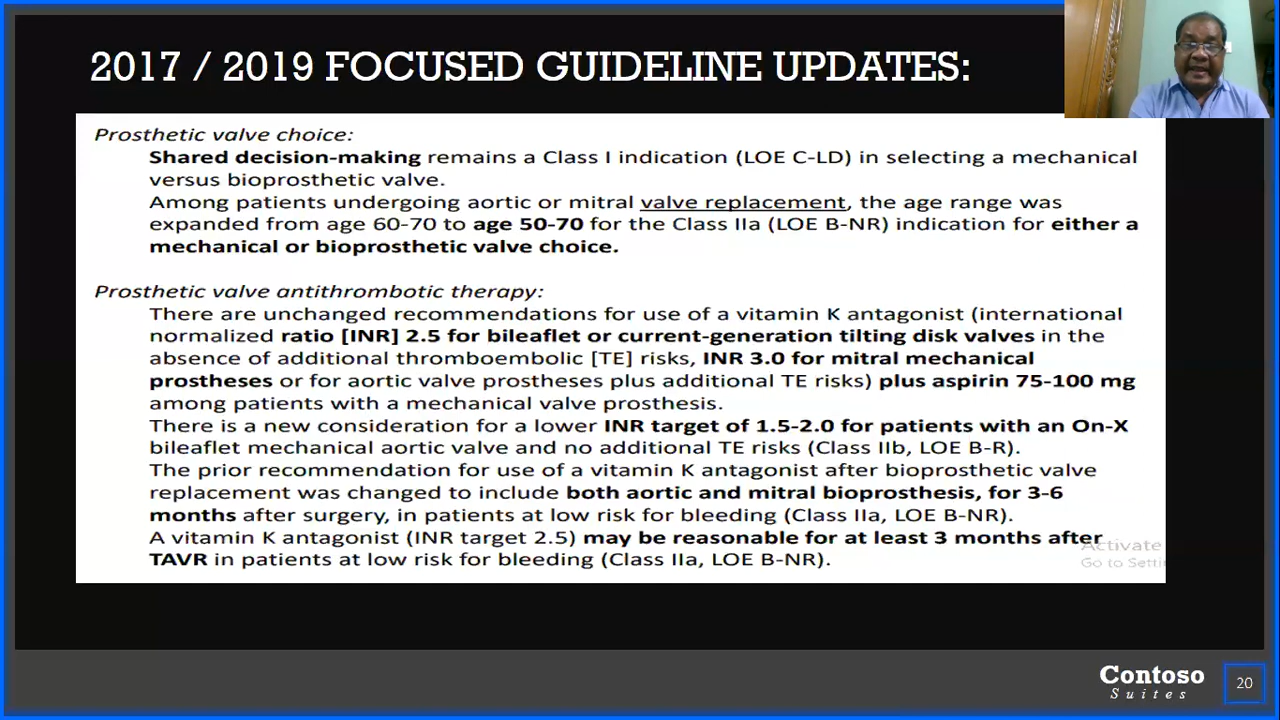 2017 / 2019 FOCUSED GUIDELINE UPDATES:
Prosthetic valve choice:
Shared decision-making remains a Class I indication (LOE C-LD) in selecting a mechanical
versus bioprosthetic valve.
Among patients undergoing aortic or mitral valve replacement, the age range was
expanded from age 60-70 to age 50-70 for the Class IIa (LOE B-NR) indication for either a
mechanical or bioprosthetic valve choice.
Prosthetic valve antithrombotic therapy:
There are unchanged recommendations for use of a vitamin K antagonist (international
normalized ratio [INR] 2.5 for bileaflet or current-generation tilting disk valves in the
absence of additional thromboembolic [TE] risks, INR 3.0 for mitral mechanical
prostheses or for aortic valve prostheses plus additional TE risks) plus aspirin 75-100 mg
among patients with a mechanical valve prosthesis.
There is a new consideration for a lower INR target of 1.5-2.0 for patients with an On-X
bileaflet mechanical aortic valve and no additional TE risks (Class IIb, LOE B-R).
The prior recommendation for use of a vitamin K antagonist after bioprosthetic valve
replacement was changed to include both aortic and mitral bioprosthesis, for 3-6
months after surgery, in patients at low risk for bleeding (Class IIa, LOE B-NR).
A vitamin K antagonist (INR target 2.5) may be reasonable for at least 3 months after
TAVR in patients at low risk for bleeding (Class IIa, LOE B-NR).
Activate
Go to Setti
Contoso
Suites
20